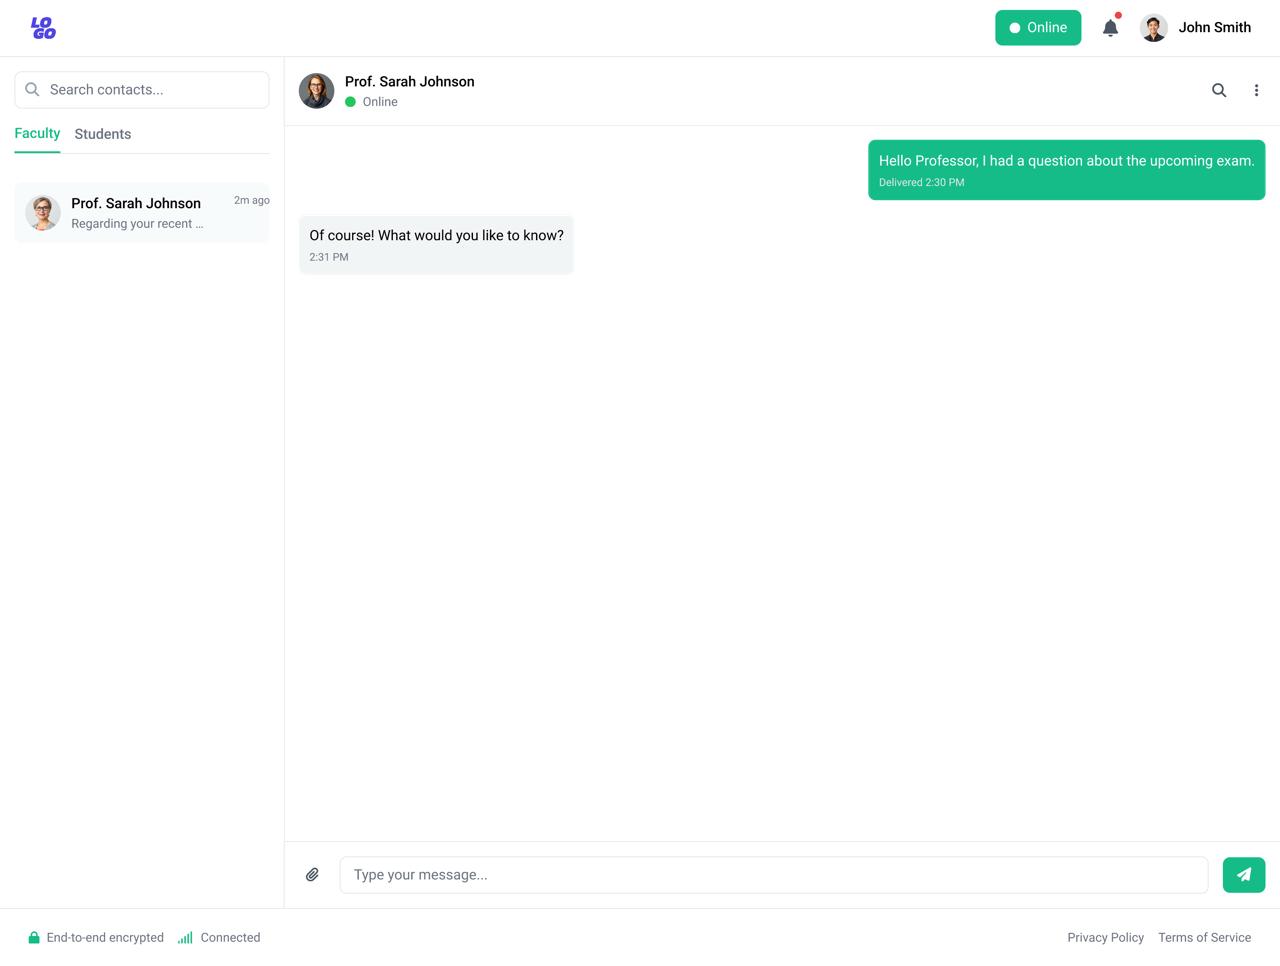 LO
GO
Online
John Smith
Search contacts...
Faculty
Students
Prof. Sarah Johnson
2m ago
Regarding your recent ...
Prof. Sarah Johnson
Online
Hello Professor, I had a question about the upcoming exam.
Delivered 2:30 PM
Of course! What would you like to know?
2:31 PM
Type your message...
End-to-end encrypted
Connected
Privacy Policy
Terms of Service